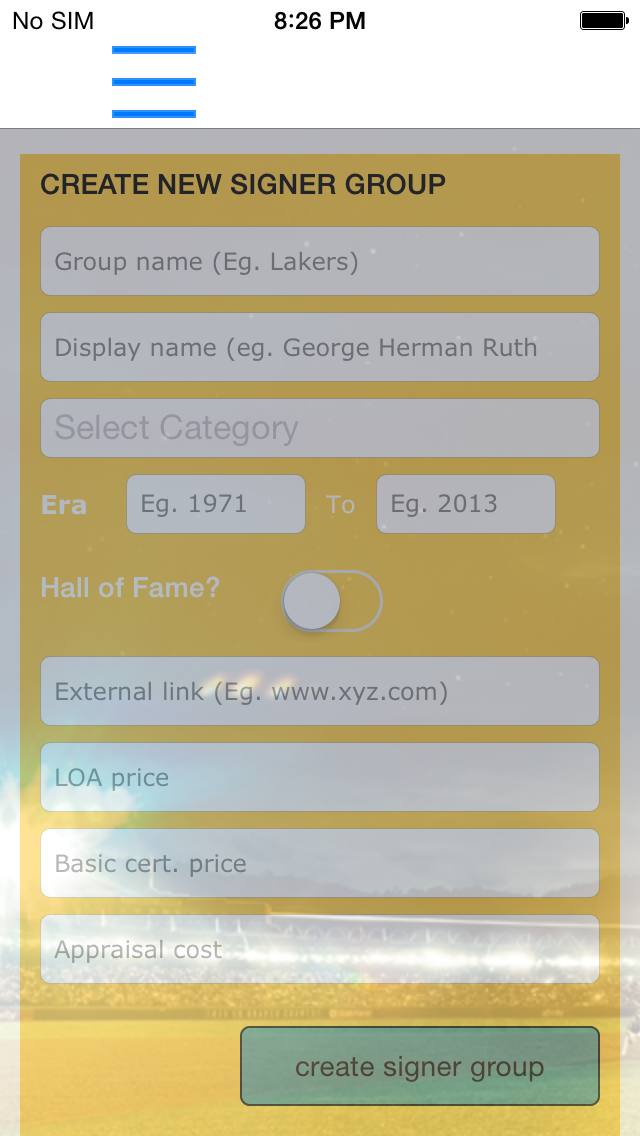 No SIM 8:26 PM
CREATE NEW SIGNER GROUP
Group name (Eg. Lakers)
Display name (eg. George Herman Ruth
Select Category
Era Eg. 1971 To Eg. 2013
Hall of Fame?
External link (Eg. www.xyz.com)
LOA price
Basic cert. price
Appraisal cost
create signer group